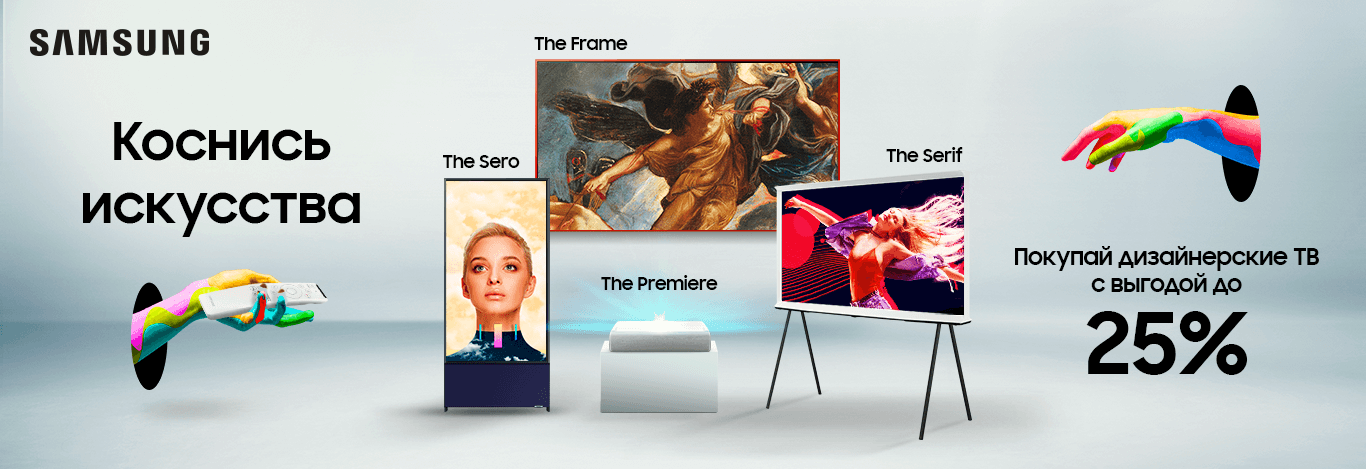 SAMSUNG
Коснись
искусства
The Frame
The Sero
The Serif
The Premiere
Покупай дизайнерские ТВ
с выгодой до
25%